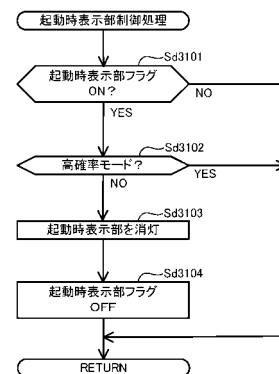 起動時表示部制御処理
Sd3101
起動時表示部フラグ
ON?
NO
YES
Sd3102
高確率モード?
YES
NO
Sd3103
起動時表示部を消灯
Sd3104
起動時表示部フラグ
OFF
RETURN